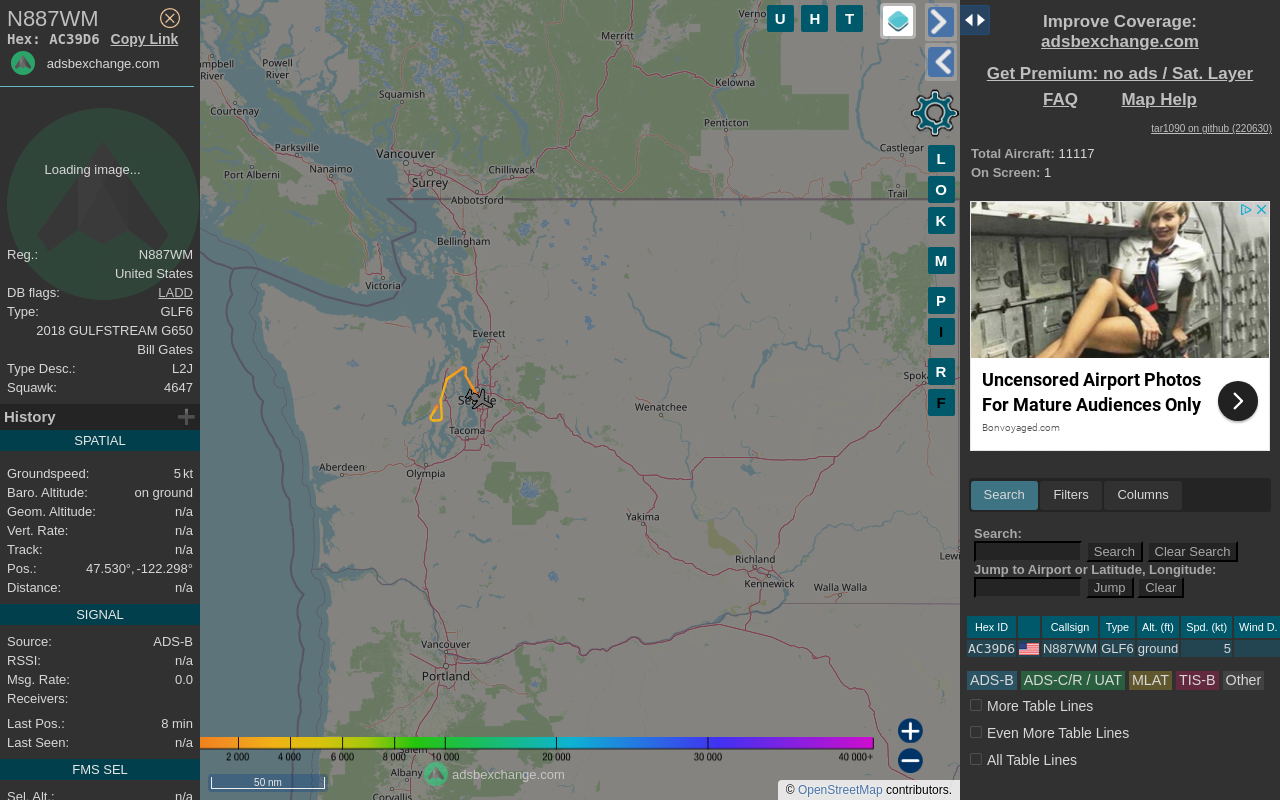 N887WM
Hex: AC39D6 Copy Link
adsbexchange.com
Loading image...
Reg.: N887WM
United States
DB flags: LADD
Type: GLF6
2018 GULFSTREAM G650
Bill Gates
Type Desc.: L2J
Squawk: 4647
History
SPATIAL
Groundspeed: 5 kt
Baro. Altitude: on ground
Geom. Altitude: n/a
Vert. Rate: n/a
Track: n/a
Pos.: 47.530°, -122.298°
Distance: n/a
SIGNAL
Source: ADS-B
RSSI: n/a
Msg. Rate: 0.0
Receivers:
Last Pos.: 8 min
Last Seen: n/a
FMS SEL
Sel. Alt.: n/a
U H T
Merritt
Powell
River
River
Kelowna
Squamish
Courtenay
Penticton
Parksville
Vancouver
Castlegar
Nanaimo
Port Alberni
Chilliwack
Surrey
Abbotsford
Trail
Bellingham
Victoria
Everett
Wenatchee
Tacoma
Aberdeen
Olympia
Yakima
Richland
Kennewick
Walla Walla
Vancouver
Portland
Albany
Corvallis
L
O
K
M
P
I
R
F
2 000 4 000 6 000 8 000 10 000 20 000 30 000 40 000+
adsbexchange.com
50 nm
© OpenStreetMap contributors.
Improve Coverage:
adsbexchange.com
Get Premium: no ads / Sat. Layer
FAQ Map Help
tar1090 on github (220630)
Total Aircraft: 11117
On Screen: 1
Uncensored Airport Photos
For Mature Audiences Only
Bonvoyaged.com
Search Filters Columns
Search:
Search Clear Search
Jump to Airport or Latitude, Longitude:
Jump Clear
Hex ID Callsign Type Alt. (ft) Spd. (kt) Wind D.
AC39D6 N887WM GLF6 ground 5
ADS-B ADS-C/R / UAT MLAT TIS-B Other
More Table Lines
Even More Table Lines
All Table Lines